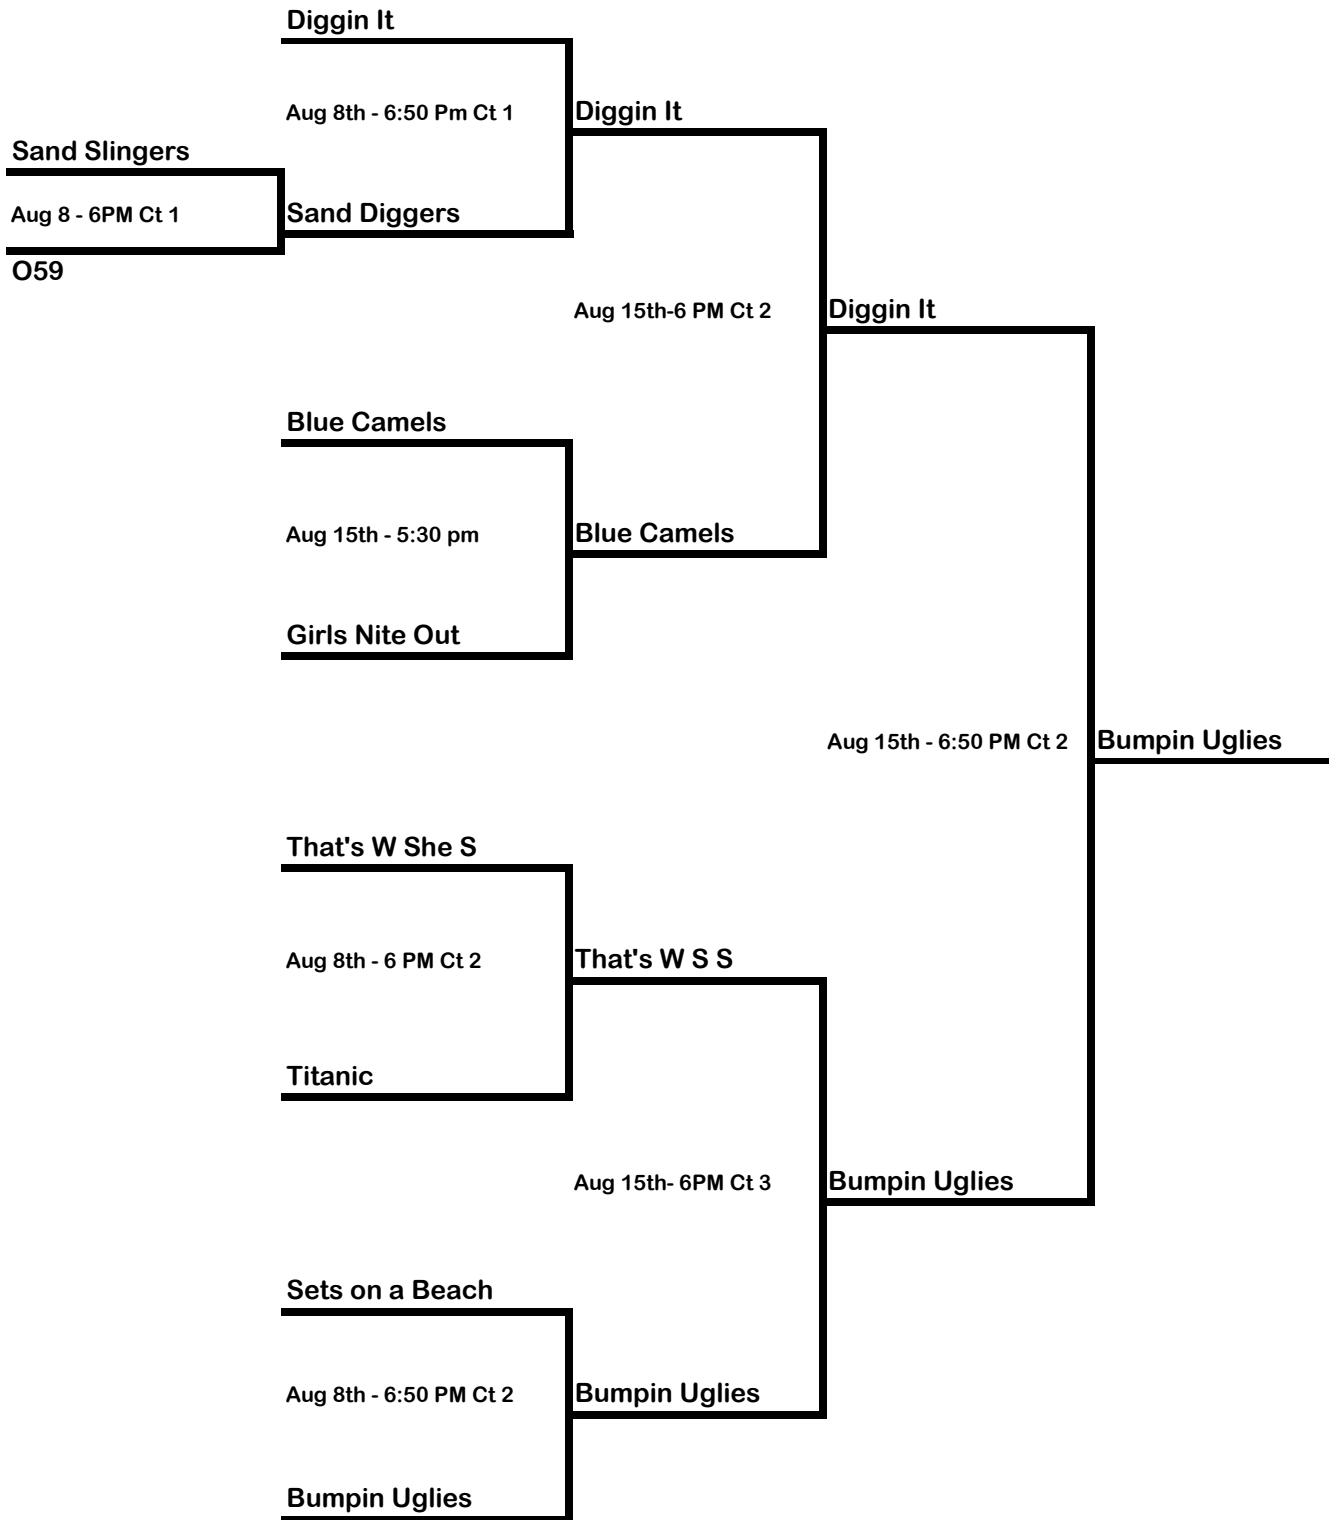 Diggin It
Aug 8th - 6:50 Pm Ct 1
Diggin It
Sand Slingers
Aug 8 - 6PM Ct 1
Sand Diggers
O59
Aug 15th-6 PM Ct 2
Diggin It
Blue Camels
Aug 15th - 5:30 pm
Blue Camels
Girls Nite Out
Aug 15th - 6:50 PM Ct 2
Bumpin Uglies
That's W She S
Aug 8th - 6 PM Ct 2
That's W S S
Titanic
Aug 15th- 6PM Ct 3
Bumpin Uglies
Sets on a Beach
Aug 8th - 6:50 PM Ct 2
Bumpin Uglies
Bumpin Uglies